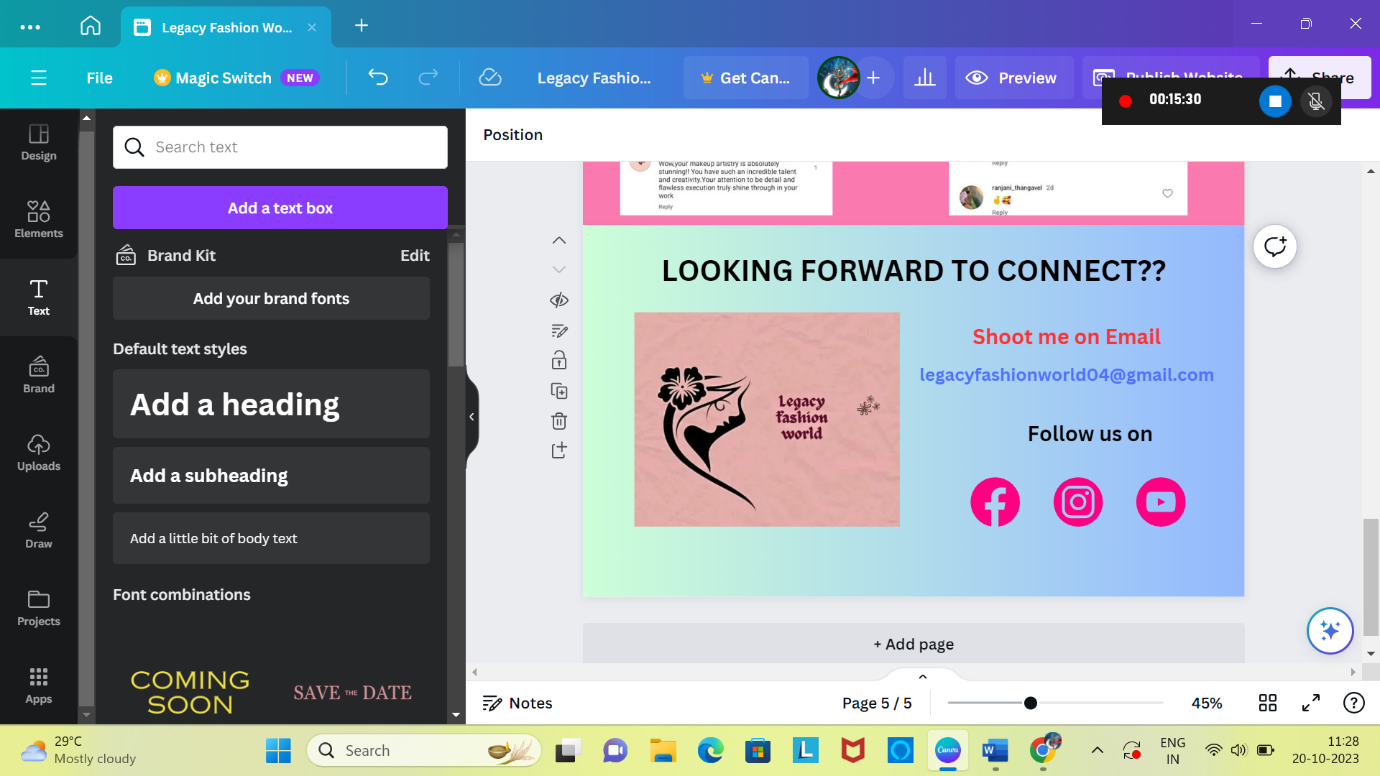 Legacy Fashion Wo...
File
Magic Switch NEW
Legacy Fashio...
Get Can...
Preview
Publish Website
Share
00:15:30
Design
Elements
Text
Brand
Uploads
Draw
Projects
Apps
Search text
Add a text box
Brand Kit
Edit
Add your brand fonts
Default text styles
Add a heading
Add a subheading
Add a little bit of body text
Font combinations
COMING
SOON
SAVE THE DATE
Position
Wow,your makeup artistry is absolutely
stunning!! You have such an incredible talent
and creativity.Your attention to be detail and
flawless execution truly shine through in your
work
Reply
1
Reply
ranjani_thangavel 2d
Reply
LOOKING FORWARD TO CONNECT??
Legacy
fashion
world
Shoot me on Email
legacyfashionworld04@gmail.com
Follow us on
+ Add page
Notes
Page 5 / 5
45%
29°C
Mostly cloudy
Search
Canva
ENG
IN
11:28
20-10-2023